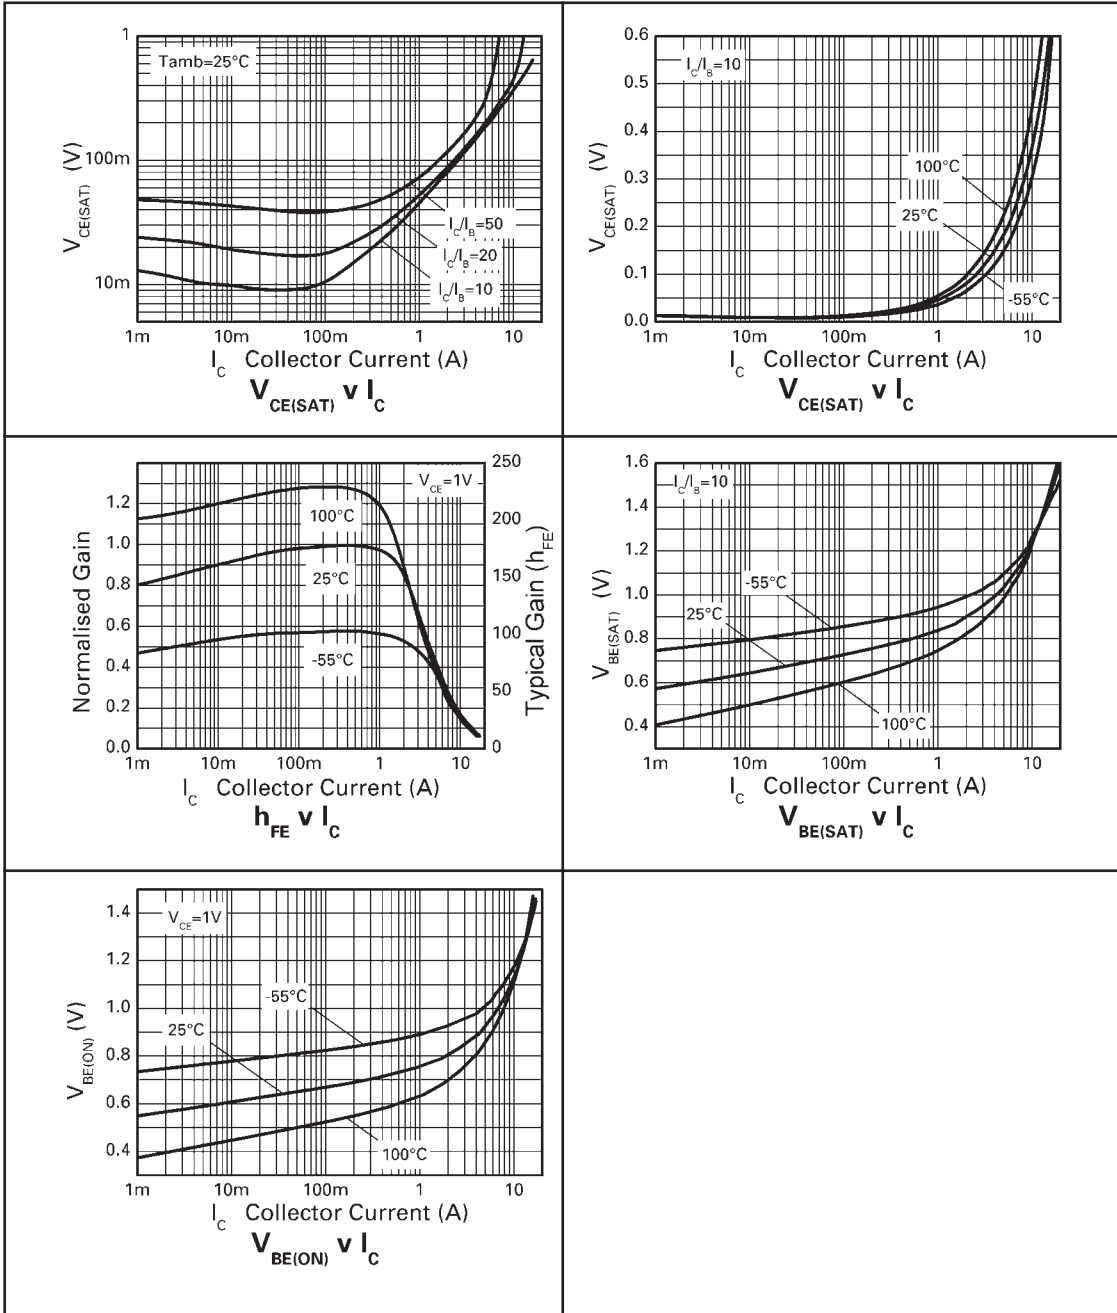 1
100m
10m
V_CE(SAT) (V)
Tamb=25°C
I_C/I_B=50
I_C/I_B=20
I_C/I_B=10
1m 10m 100m 1 10
I_C Collector Current (A)
V_CE(SAT) v I_C
0.6
0.5
0.4
0.3
0.2
0.1
0.0
V_CE(SAT) (V)
I_C/I_B=10
100°C
25°C
-55°C
1m 10m 100m 1 10
I_C Collector Current (A)
V_CE(SAT) v I_C
1.2
1.0
0.8
0.6
0.4
0.2
0.0
Normalised Gain
V_CE=1V
100°C
25°C
-55°C
250
200
150
100
50
0
Typical Gain (h_FE)
1m 10m 100m 1 10
I_C Collector Current (A)
h_FE v I_C
1.6
1.4
1.2
1.0
0.8
0.6
0.4
V_BE(SAT) (V)
I_C/I_B=10
-55°C
25°C
100°C
1m 10m 100m 1 10
I_C Collector Current (A)
V_BE(SAT) v I_C
1.4
1.2
1.0
0.8
0.6
0.4
V_BE(ON) (V)
V_CE=1V
-55°C
25°C
100°C
1m 10m 100m 1 10
I_C Collector Current (A)
V_BE(ON) v I_C